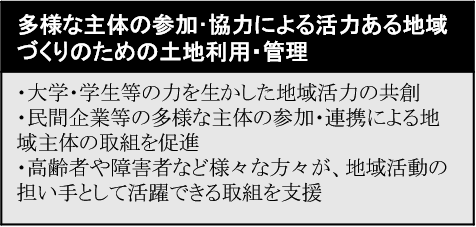 多様な主体の参加･協力による活力ある地域
づくりのための土地利用・管理
・大学・学生等の力を生かした地域活力の共創
・民間企業等の多様な主体の参加・連携による地
域主体の取組を促進
・高齢者や障害者など様々な方々が、地域活動の
担い手として活躍できる取組を支援